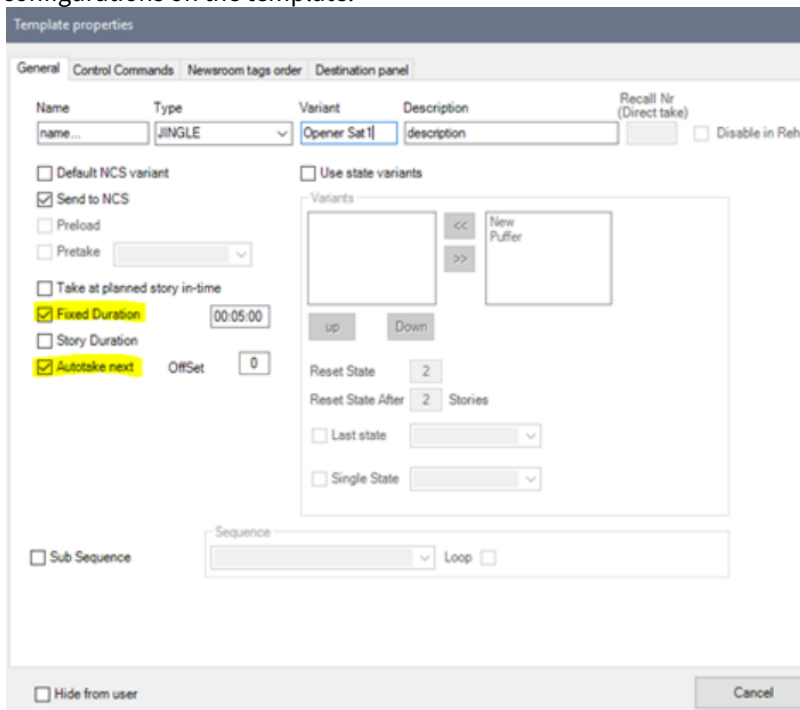 configurations on the template.
Template properties
General Control Commands Newsroom tags order Destination panel
Name Type Variant Description Recall Nr (Direct take)
name... JINGLE Opener Sat1 description Disable in Reh
Default NCS variant Use state variants
Send to NCS Variants
Preload << New
Puffer
Pretake >>
Take at planned story in-time
Fixed Duration 00:05:00
up Down
Story Duration
Autotake next OffSet 0
Reset State 2
Reset State After 2 Stories
Last state
Single State
Sequence
Sub Sequence Loop
Hide from user Cancel